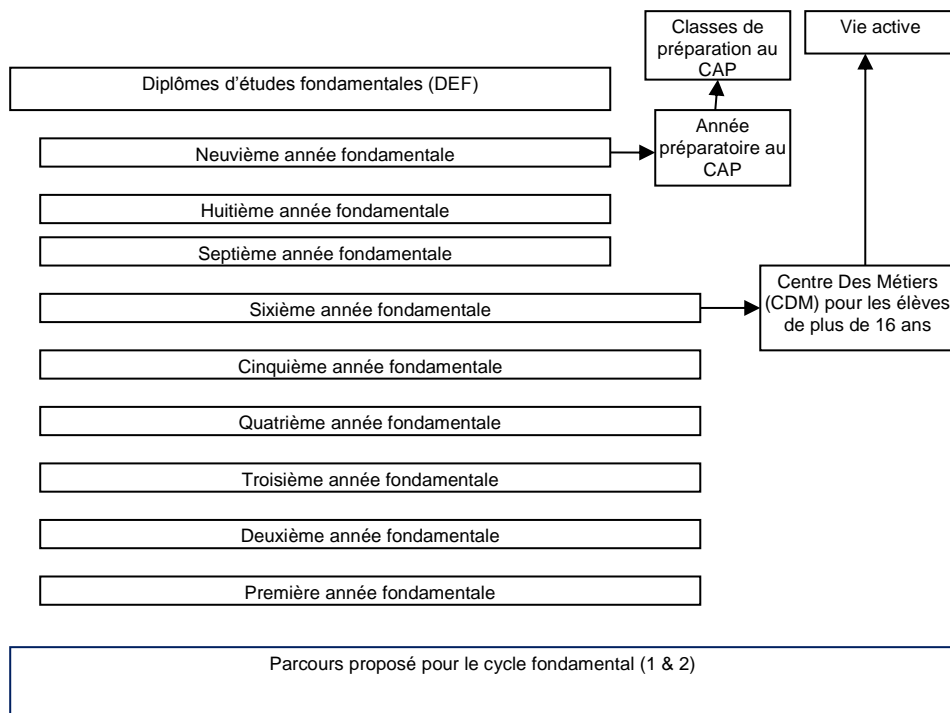 Classes de
préparation au
CAP
Vie active
Diplômes d'études fondamentales (DEF)
Année
préparatoire au
CAP
Neuvième année fondamentale
Huitième année fondamentale
Septième année fondamentale
Centre Des Métiers
(CDM) pour les élèves
de plus de 16 ans
Sixième année fondamentale
Cinquième année fondamentale
Quatrième année fondamentale
Troisième année fondamentale
Deuxième année fondamentale
Première année fondamentale
Parcours proposé pour le cycle fondamental (1 & 2)